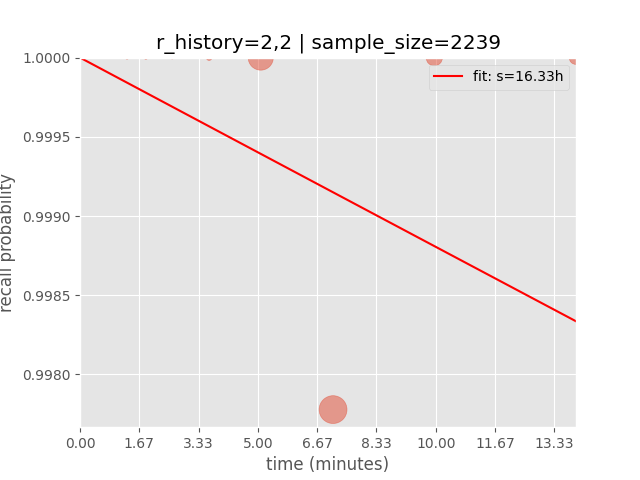 r_history=2,2 | sample_size=2239
fit: s=16.33h
1.0000
0.9995
0.9990
0.9985
0.9980
recall probability
0.00 1.67 3.33 5.00 6.67 8.33 10.00 11.67 13.33
time (minutes)